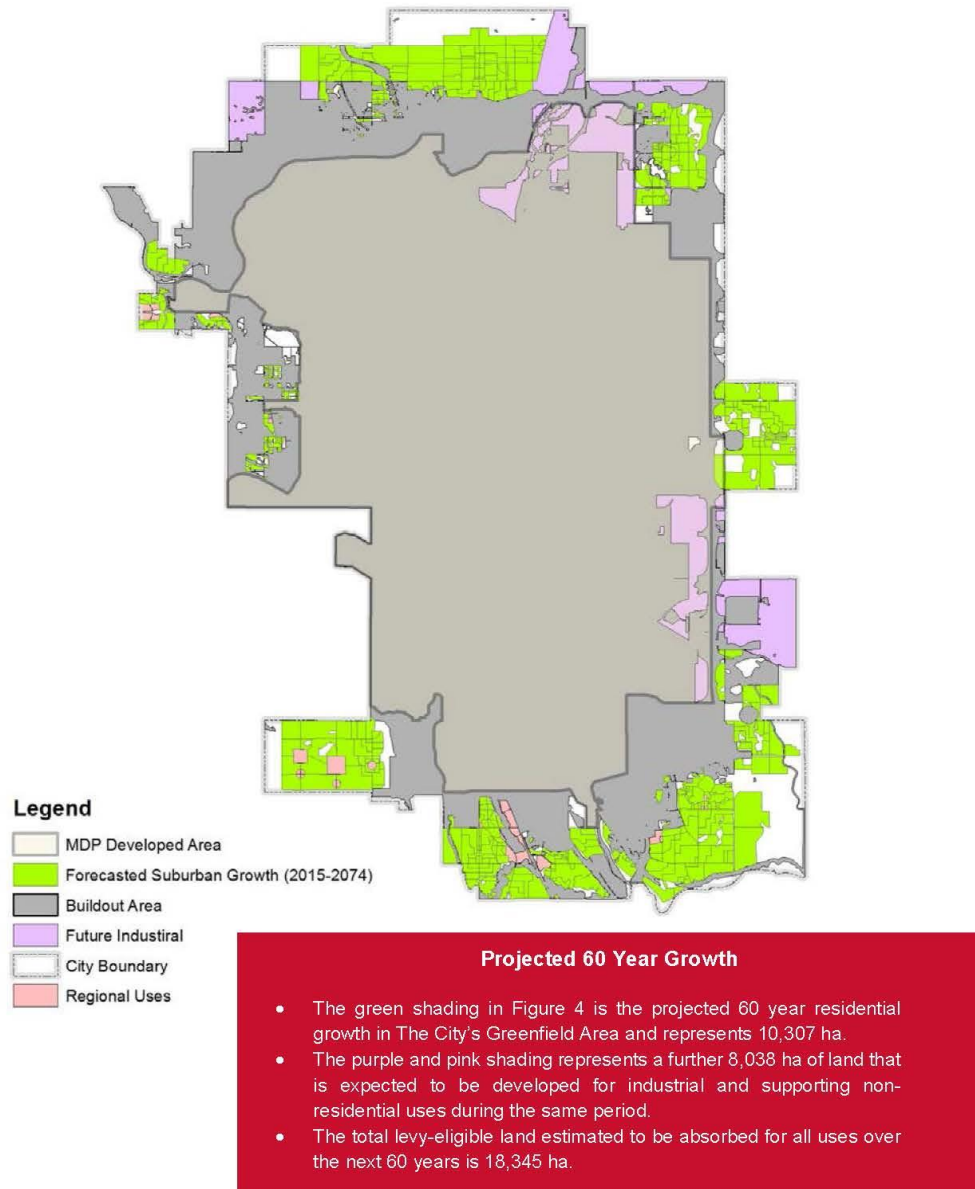 Legend
MDP Developed Area
Forecasted Suburban Growth (2015-2074)
Buildout Area
Future Industiral
City Boundary
Regional Uses
Projected 60 Year Growth
• The green shading in Figure 4 is the projected 60 year residential
growth in The City's Greenfield Area and represents 10,307 ha.
• The purple and pink shading represents a further 8,038 ha of land that
is expected to be developed for industrial and supporting non-
residential uses during the same period.
• The total levy-eligible land estimated to be absorbed for all uses over
the next 60 years is 18,345 ha.